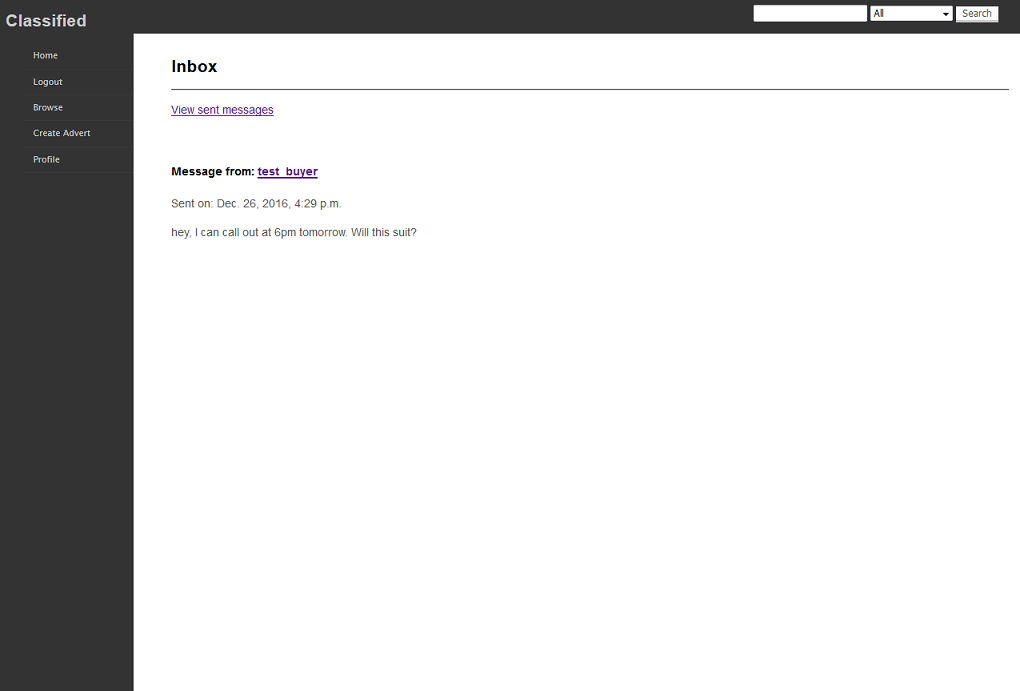 Classified
All
Search
Home
Logout
Browse
Create Advert
Profile
Inbox
View sent messages
Message from: test_buyer
Sent on: Dec. 26, 2016, 4:29 p.m.
hey, I can call out at 6pm tomorrow. Will this suit?